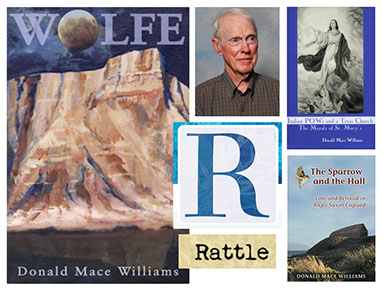 WOLFE
Donald Mace Williams
R
Rattle
Italian POWs and a Texas Church
The Murals of St. Mary's
Donald Mace Williams
The Sparrow
and the Hall
Love and Betrayal in
Anglo-Saxon England
DONALD MACE WILLIAMS